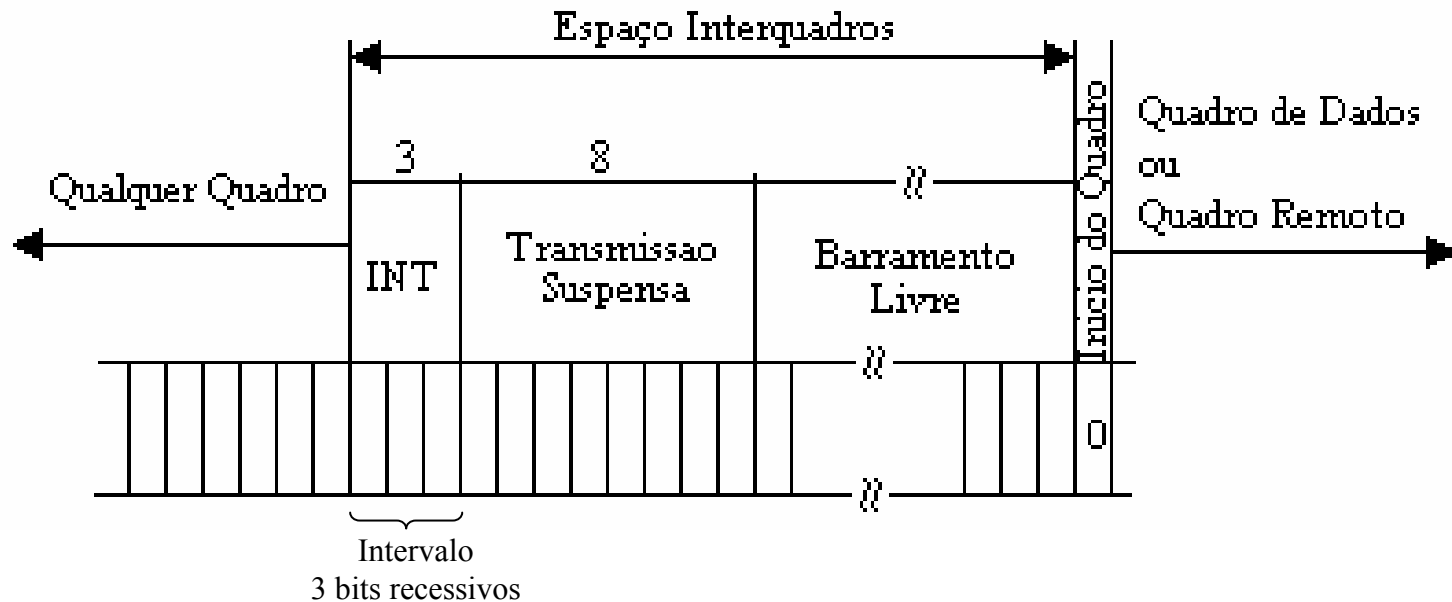 Espaço Interquadros
Quadro de Dados
ou
Quadro Remoto
Qualquer Quadro
3
8
INT
Transmissao
Suspensa
Barramento
Livre
Início do Quadro
0
Intervalo
3 bits recessivos